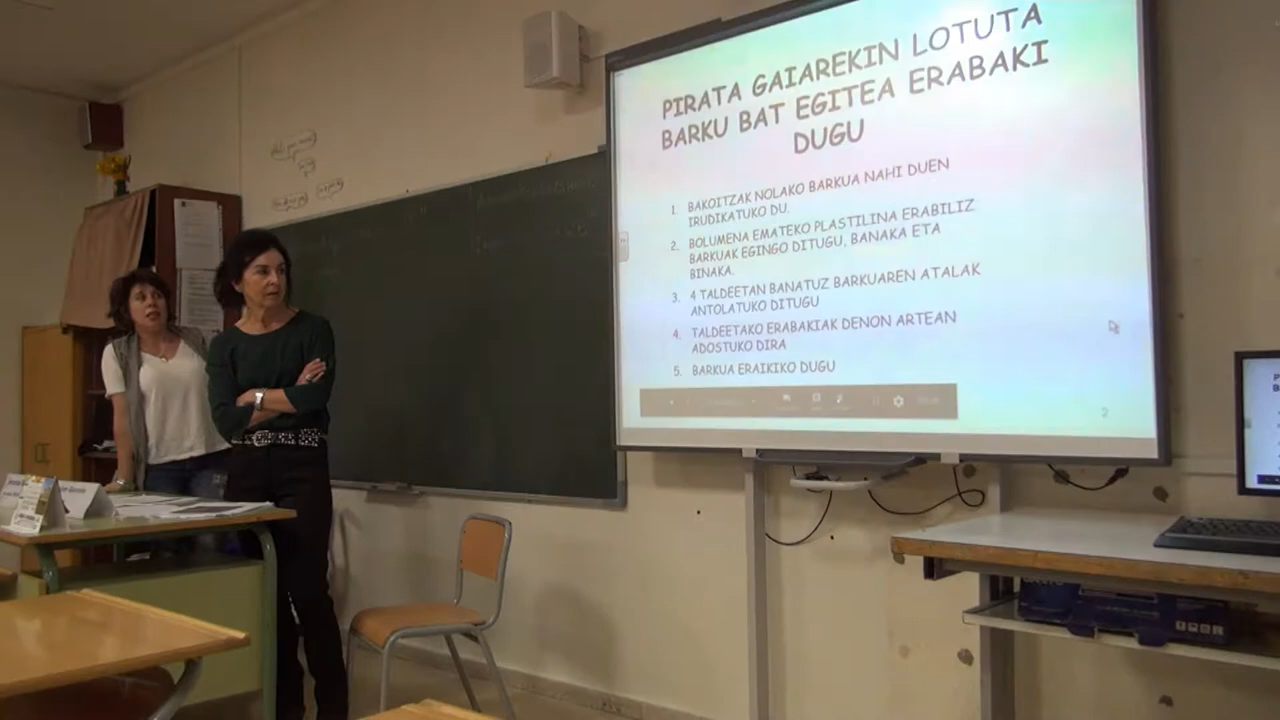 PIRATA GAIAREKIN LOTUTA
BARKU BAT EGITEA ERABAKI
DUGU
1. BAKOITZAK NOLAKO BARKUA NAHI DUEN
IRUDIKATUKO DU.
2. BOLUMENA EMATEKO PLASTILINA ERABILIZ
BARKUAK EGINGO DITUGU, BANAKA ETA
BINAKA.
3. 4 TALDEETAN BANATUZ BARKUAREN ATALAK
ANTOLATUKO DITUGU
4. TALDEETAKO ERABAKIAK DENON ARTEAN
ADOSTUKO DIRA
5. BARKUA ERAIKIKO DUGU
2